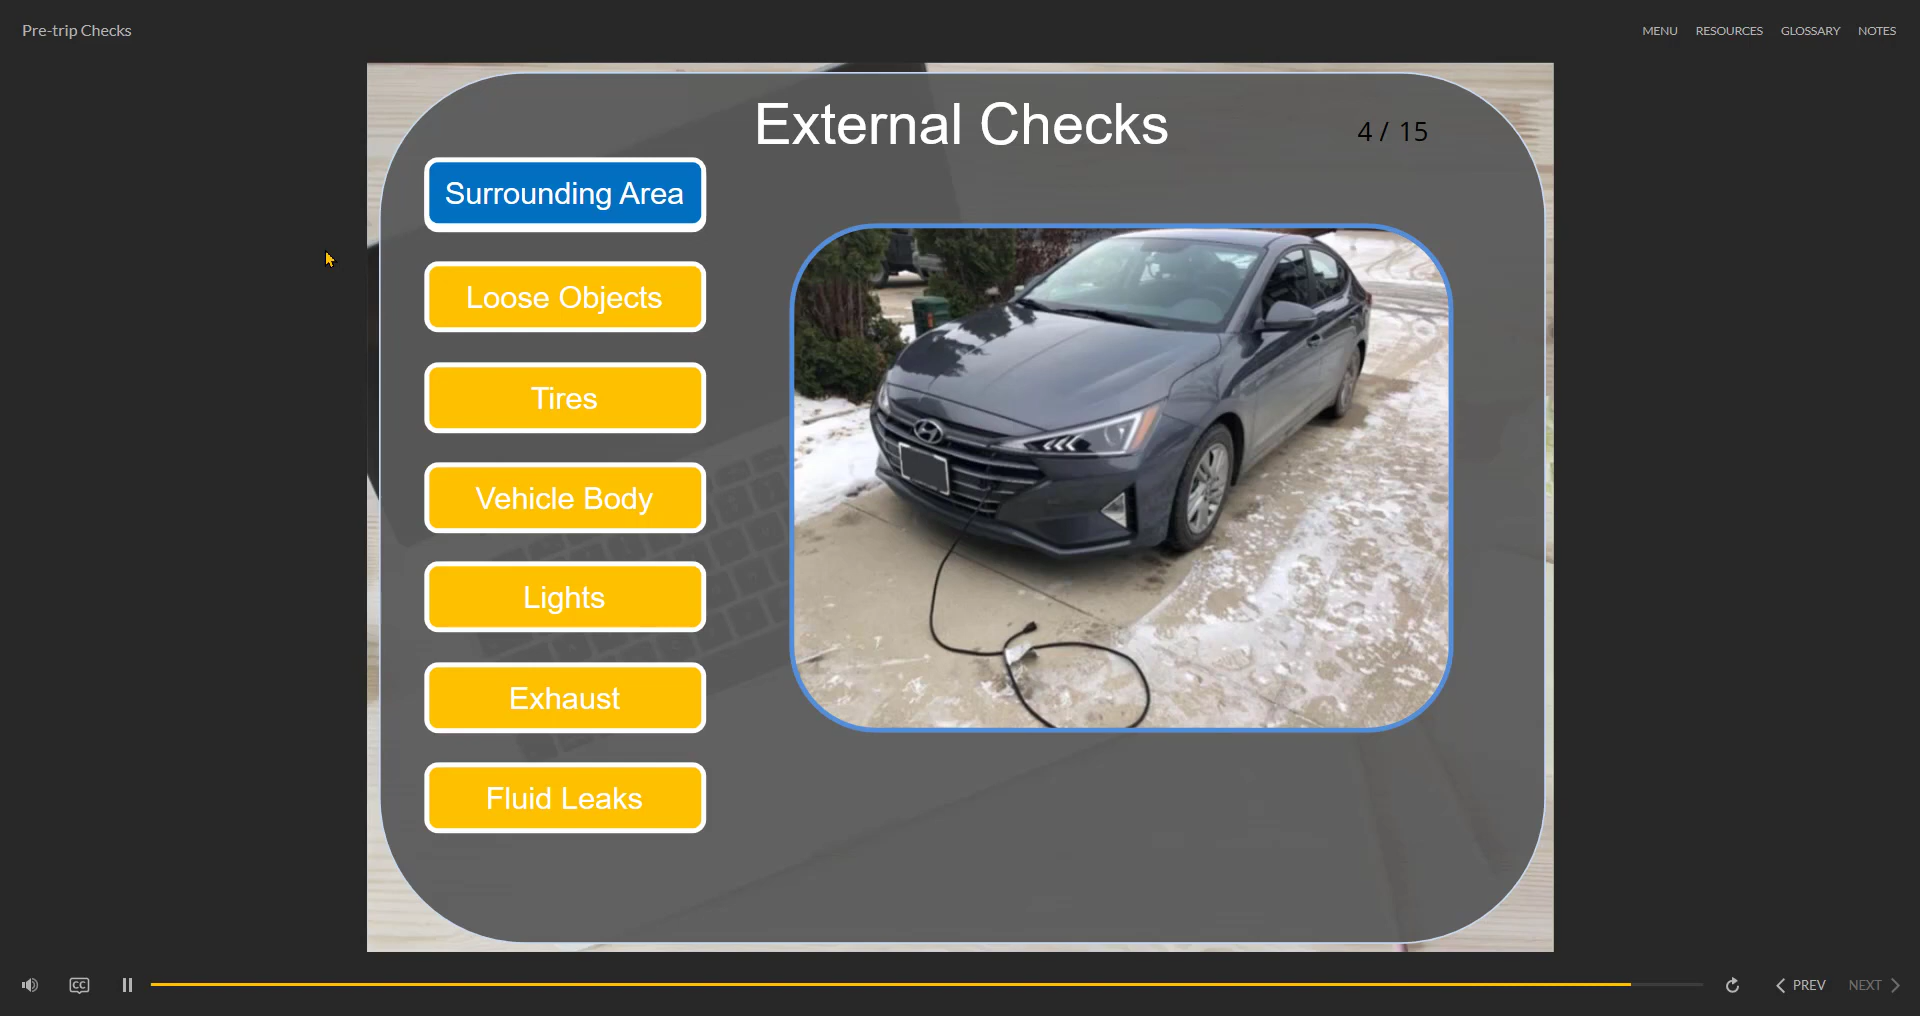 Pre-trip Checks
MENU RESOURCES GLOSSARY NOTES
External Checks
4 / 15
Surrounding Area
Loose Objects
Tires
Vehicle Body
Lights
Exhaust
Fluid Leaks
CC
PREV NEXT